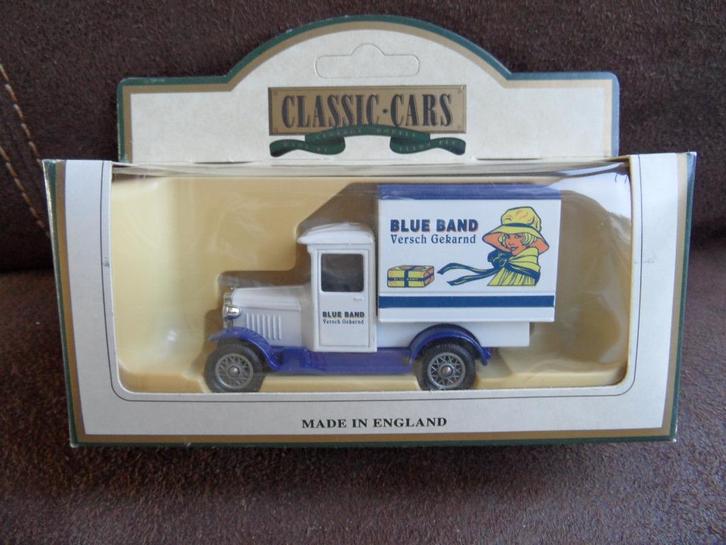 CLASSIC-CARS
BLUE BAND
Versch Gekarnd
BLUE BAND
Versch Gekarnd
MADE IN ENGLAND